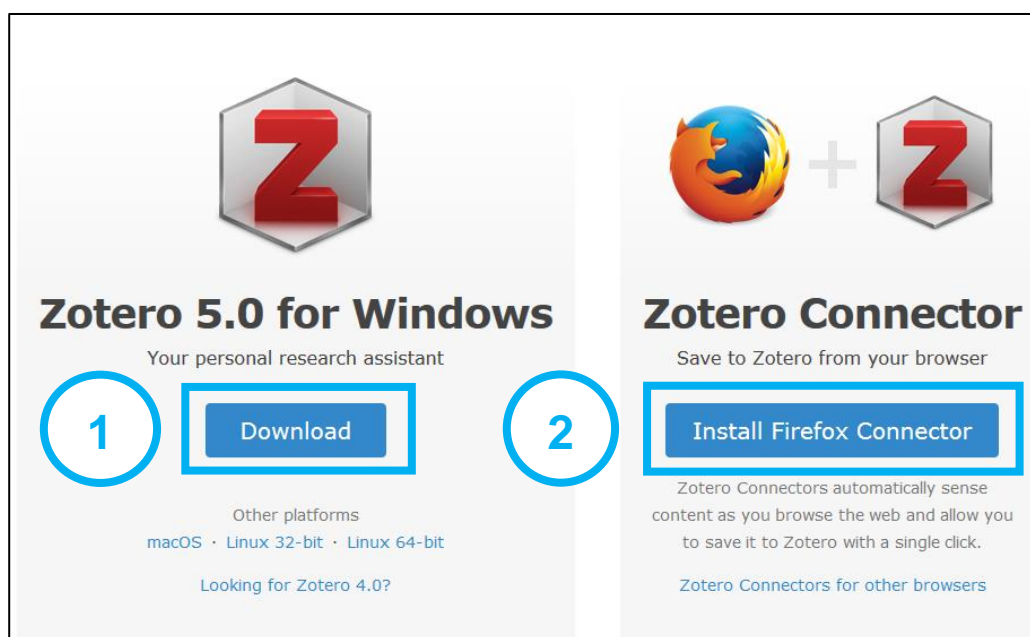 Z
Z
Zotero 5.0 for Windows
Your personal research assistant
1
Download
Other platforms
macOS · Linux 32-bit · Linux 64-bit
Looking for Zotero 4.0?
Zotero Connector
Save to Zotero from your browser
2
Install Firefox Connector
Zotero Connectors automatically sense
content as you browse the web and allow you
to save it to Zotero with a single click.
Zotero Connectors for other browsers